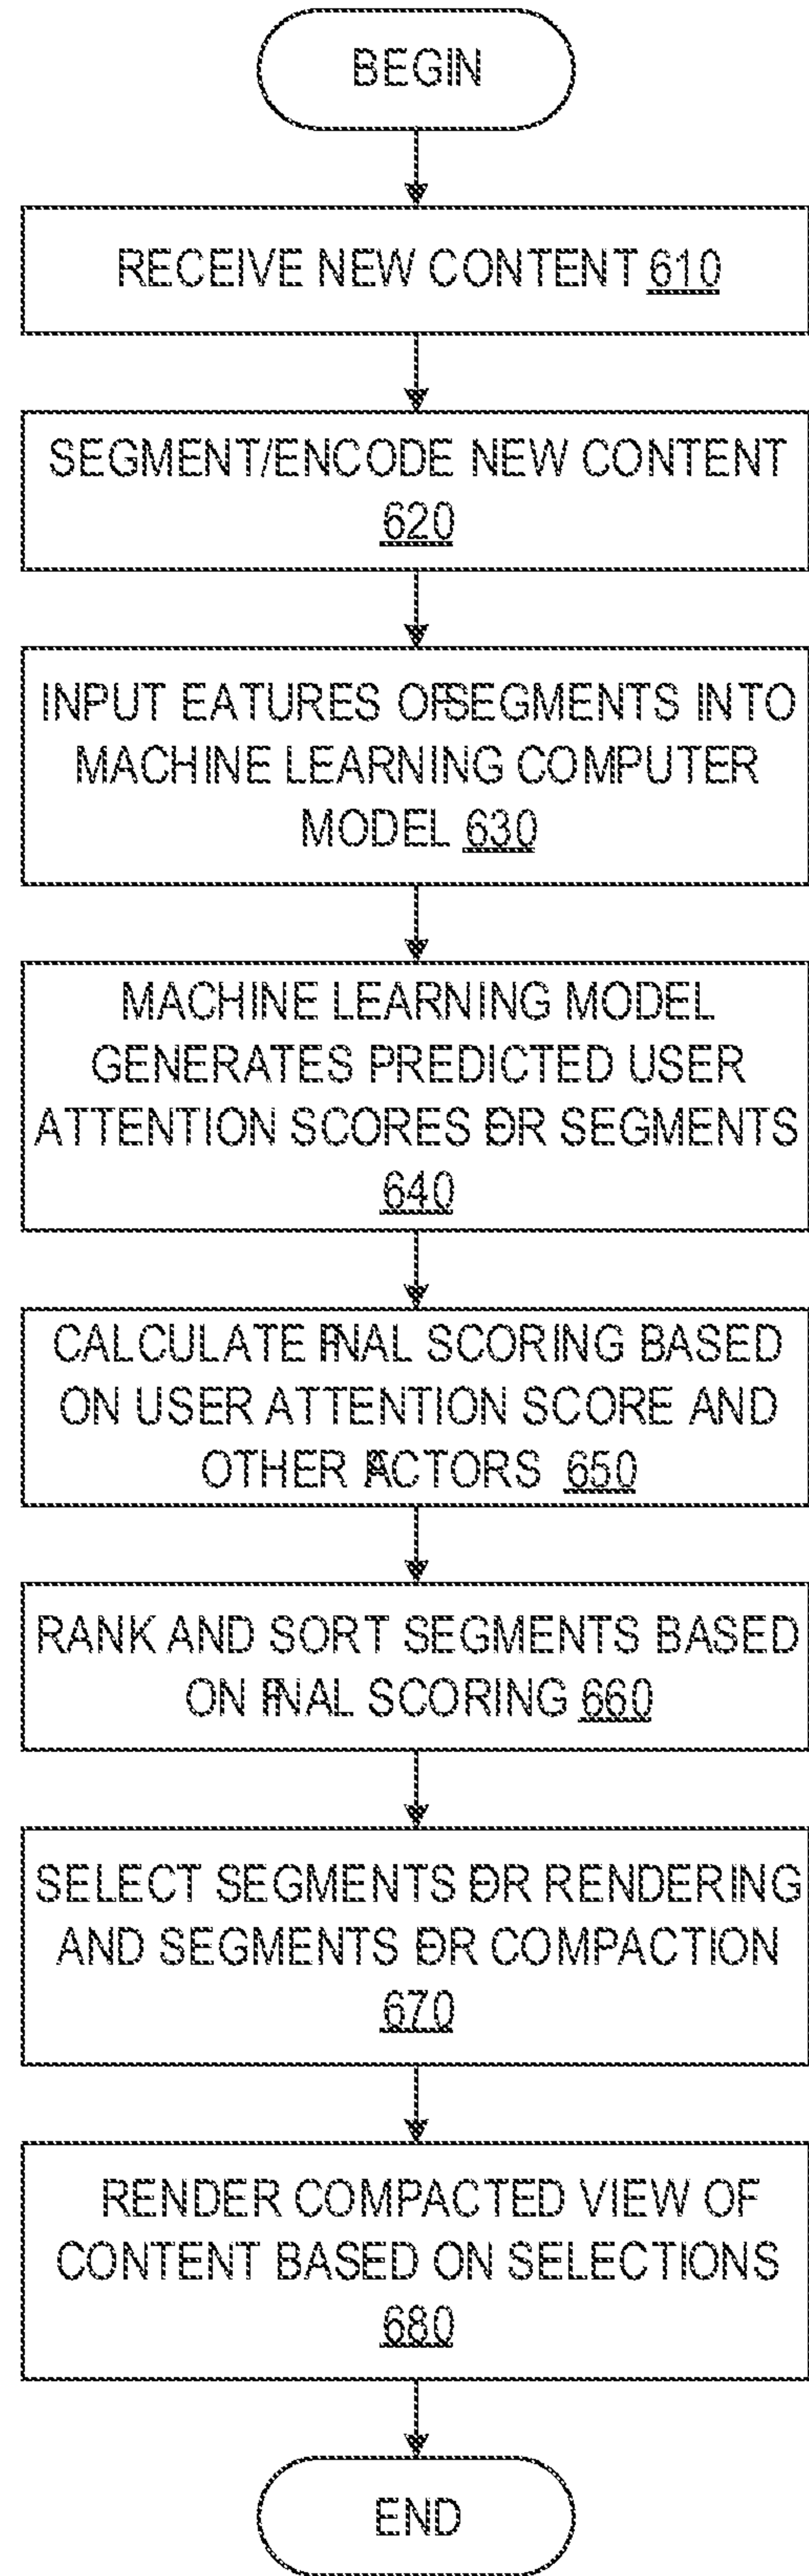 BEGIN
RECEIVE NEW CONTENT 610
SEGMENT/ENCODE NEW CONTENT
620
INPUT EATURES OFSEGMENTS INTO
MACHINE LEARNING COMPUTER
MODEL 630
MACHINE LEARNING MODEL
GENERATES PREDICTED USER
ATTENTION SCORES FOR SEGMENTS
640
CALCULATE FINAL SCORING BASED
ON USER ATTENTION SCORE AND
OTHER FACTORS 650
RANK AND SORT SEGMENTS BASED
ON FINAL SCORING 660
SELECT SEGMENTS FOR RENDERING
AND SEGMENTS FOR COMPACTION
670
RENDER COMPACTED VIEW OF
CONTENT BASED ON SELECTIONS
680
END